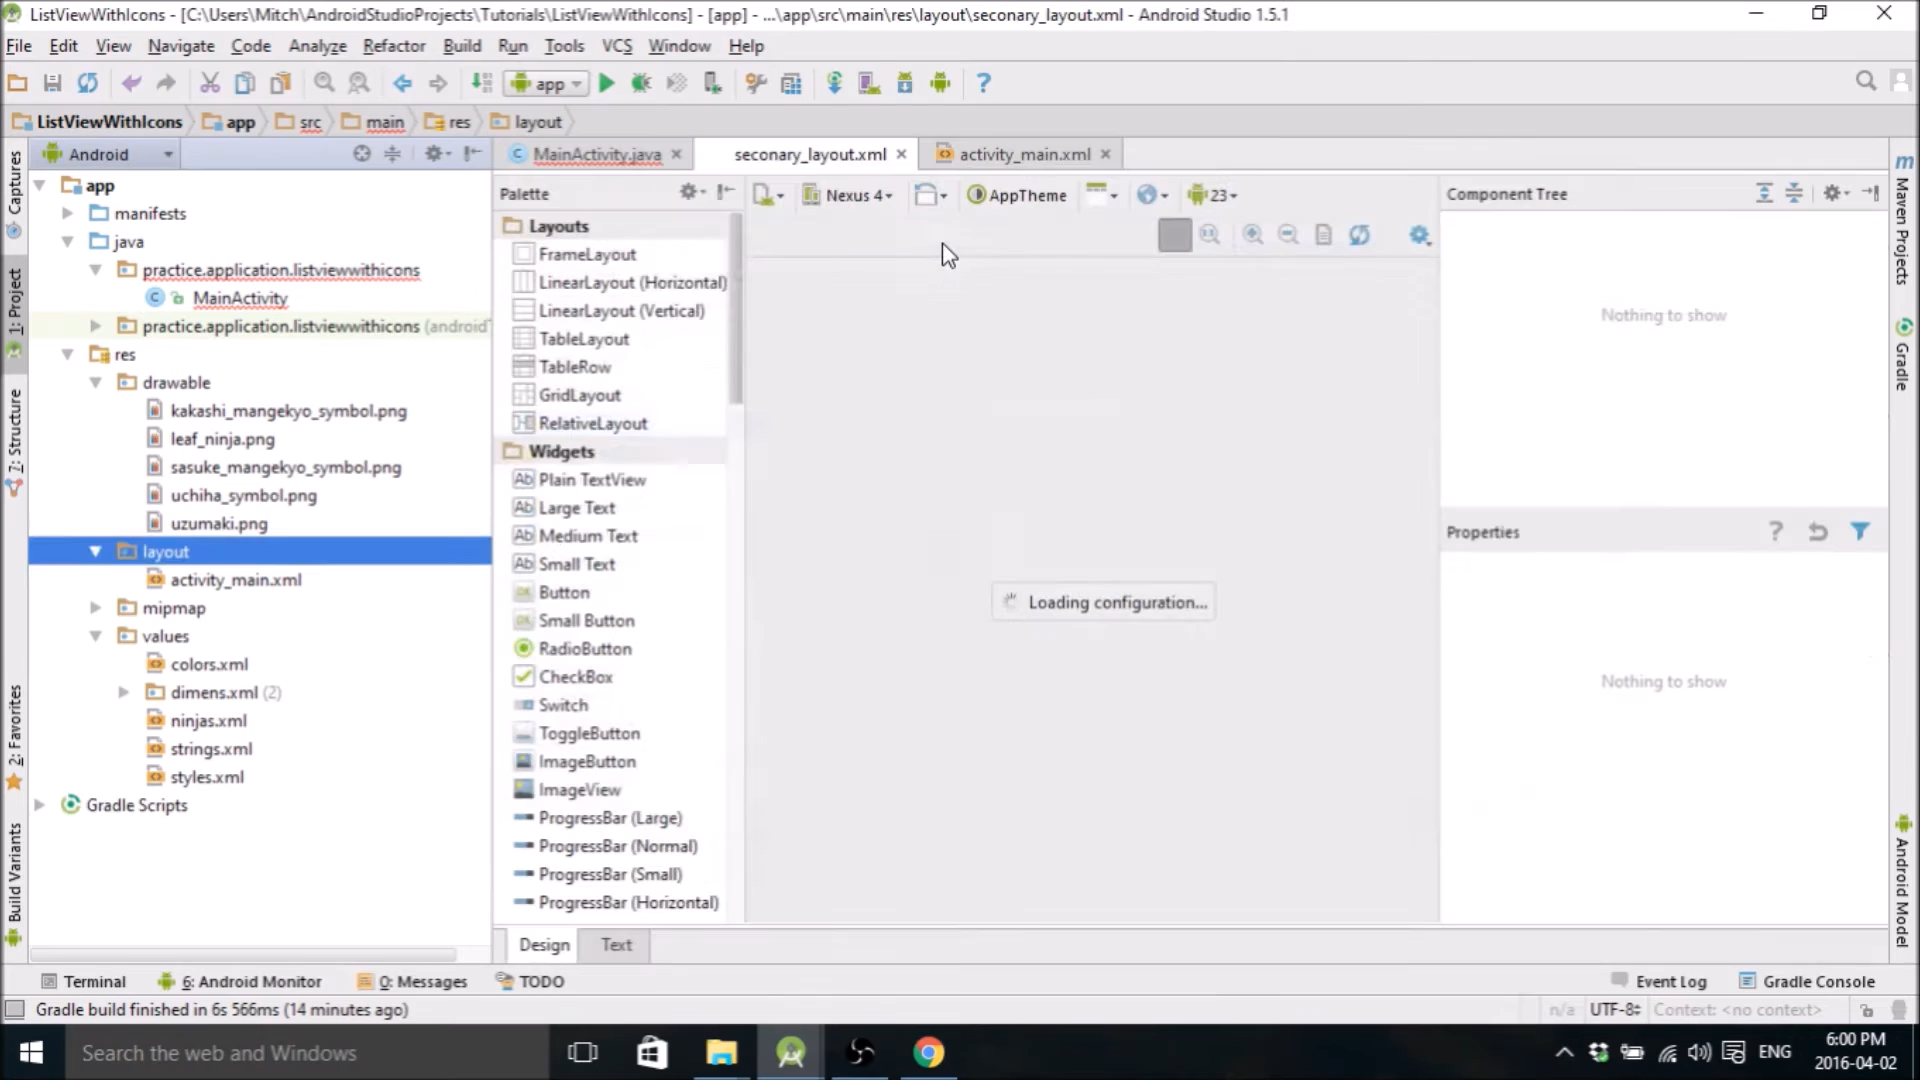 ListViewWithIcons - [C:\Users\Mitch\AndroidStudioProjects\Tutorials\ListViewWithIcons] - [app] - ...\app\src\main\res\layout\seconary_layout.xml - Android Studio 1.5.1
File Edit View Navigate Code Analyze Refactor Build Run Tools VCS Window Help
app
ListViewWithIcons app src main res layout
Android
MainActivity.java
seconary_layout.xml
activity_main.xml
Captures
1: Project
7: Structure
2: Favorites
Build Variants
app
manifests
java
practice.application.listviewwithicons
MainActivity
practice.application.listviewwithicons (android
res
drawable
kakashi_mangekyo_symbol.png
leaf_ninja.png
sasuke_mangekyo_symbol.png
uchiha_symbol.png
uzumaki.png
layout
activity_main.xml
mipmap
values
colors.xml
dimens.xml (2)
ninjas.xml
strings.xml
styles.xml
Gradle Scripts
Palette
Layouts
FrameLayout
LinearLayout (Horizontal)
LinearLayout (Vertical)
TableLayout
TableRow
GridLayout
RelativeLayout
Widgets
Ab Plain TextView
Ab Large Text
Ab Medium Text
Ab Small Text
OK Button
OK Small Button
RadioButton
CheckBox
Switch
ToggleButton
ImageButton
ImageView
ProgressBar (Large)
ProgressBar (Normal)
ProgressBar (Small)
ProgressBar (Horizontal)
Nexus 4
AppTheme
23
Loading configuration...
Component Tree
Nothing to show
Properties
Nothing to show
Maven Projects
Gradle
Android Model
Design Text
Terminal 6: Android Monitor 0: Messages TODO
Event Log Gradle Console
Gradle build finished in 6s 566ms (14 minutes ago)
n/a UTF-8 Context: <no context>
Search the web and Windows
ENG
6:00 PM
2016-04-02